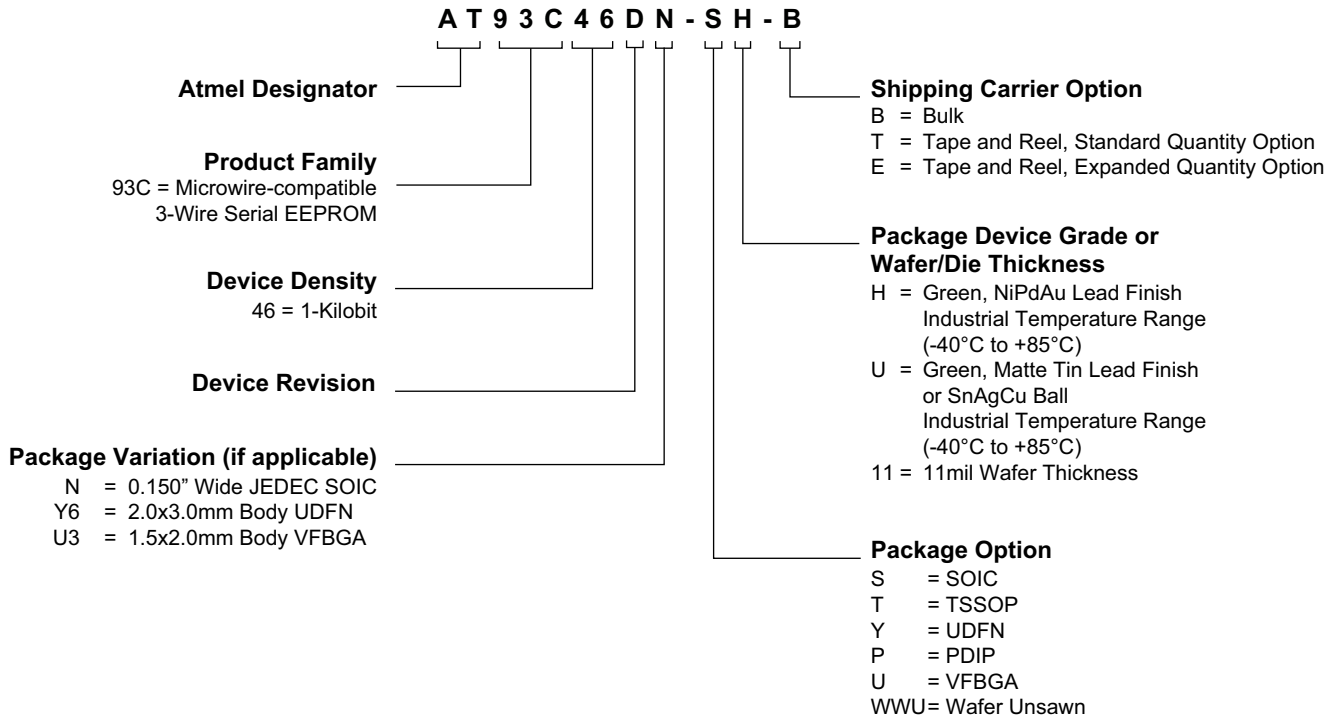 AT93C46DN-SH-B
Atmel Designator
Product Family
93C = Microwire-compatible
3-Wire Serial EEPROM
Device Density
46 = 1-Kilobit
Device Revision
Package Variation (if applicable)
N = 0.150” Wide JEDEC SOIC
Y6 = 2.0x3.0mm Body UDFN
U3 = 1.5x2.0mm Body VFBGA
Shipping Carrier Option
B = Bulk
T = Tape and Reel, Standard Quantity Option
E = Tape and Reel, Expanded Quantity Option
Package Device Grade or
Wafer/Die Thickness
H = Green, NiPdAu Lead Finish
Industrial Temperature Range
(-40°C to +85°C)
U = Green, Matte Tin Lead Finish
or SnAgCu Ball
Industrial Temperature Range
(-40°C to +85°C)
11 = 11mil Wafer Thickness
Package Option
S = SOIC
T = TSSOP
Y = UDFN
P = PDIP
U = VFBGA
WWU= Wafer Unsawn